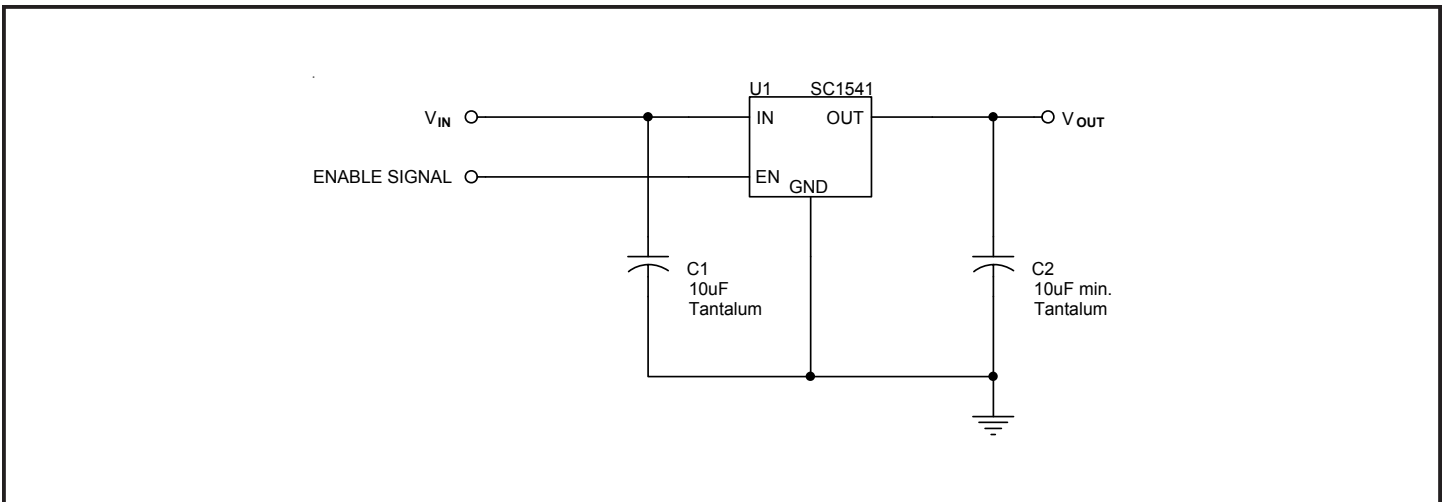 U1 SC1541
VIN
IN
OUT
VOUT
ENABLE SIGNAL
EN
GND
C1
10uF
Tantalum
C2
10uF min.
Tantalum